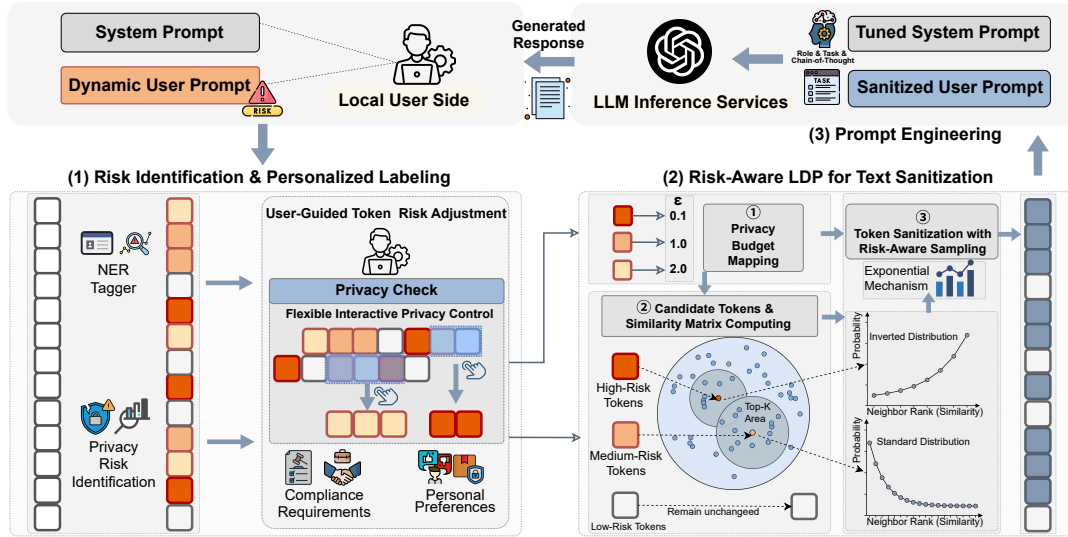 System Prompt
Dynamic User Prompt
RISK
Local User Side
Generated
Response
LLM Inference Services
Role & Task &
Chain-of-Thought
TASK
Tuned System Prompt
Sanitized User Prompt
(3) Prompt Engineering
(1) Risk Identification & Personalized Labeling
NER
Tagger
Privacy
Risk
Identification
User-Guided Token Risk Adjustment
Privacy Check
Flexible Interactive Privacy Control
Compliance
Requirements
Personal
Preferences
(2) Risk-Aware LDP for Text Sanitization
ε
0.1
1.0
2.0
①
Privacy
Budget
Mapping
② Candidate Tokens &
Similarity Matrix Computing
High-Risk
Tokens
Medium-Risk
Tokens
Top-K
Area
Low-Risk Tokens
Remain unchangeed
③
Token Sanitization with
Risk-Aware Sampling
Exponential
Mechanism
Probability
Inverted Distribution
Neighbor Rank (Similarity)
Probability
Standard Distribution
Neighbor Rank (Similarity)